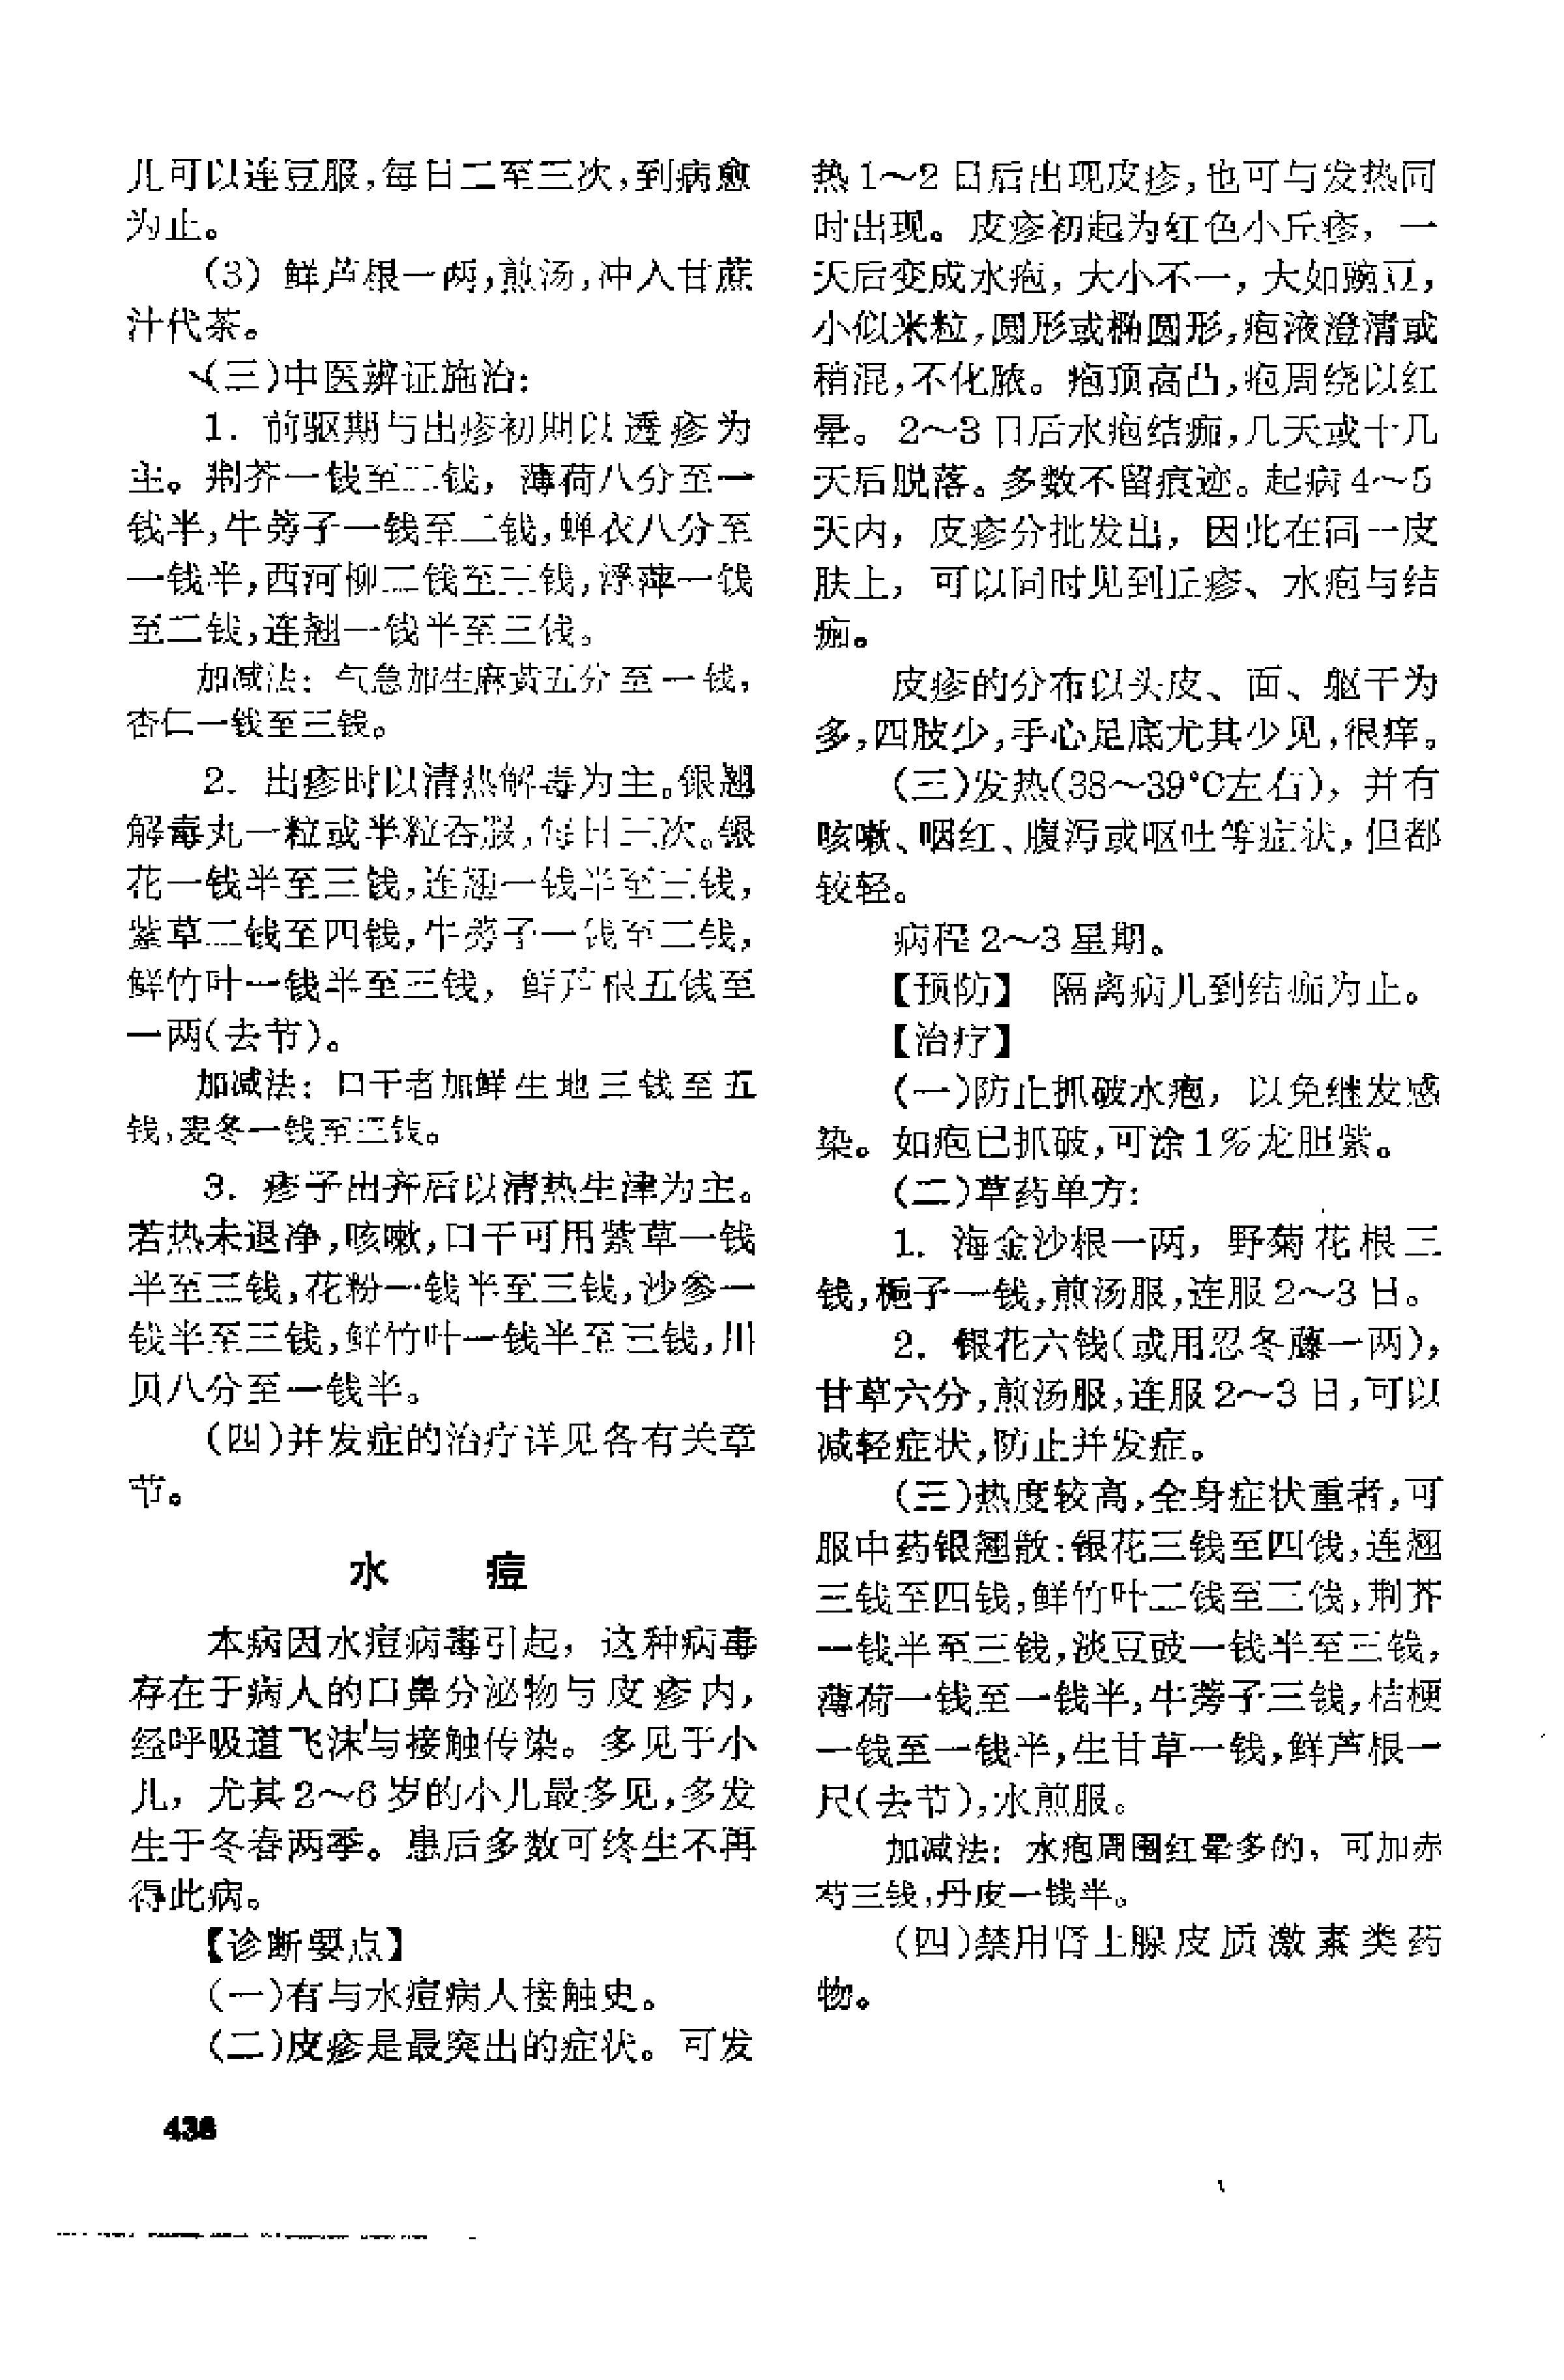 儿可以连豆服,每日二至三次,到病愈
为止。
(3) 鲜芦根一两,煎汤,冲入甘蔗
汁代茶。
(三)中医辨证施治:
1. 前驱期与出疹初期以透疹为
主。荆芥一钱至二钱, 薄荷八分至一
钱半,牛蒡子一钱至二钱,蝉衣八分至
一钱半,西河柳二钱至三钱,浮萍一钱
至二钱,连翘一钱半至三钱。
加减法: 气急加生麻黄五分至一钱,
杏仁一钱至三钱。
2. 出疹时以清热解毒为主。银翘
解毒丸一粒或半粒吞服,每日三次。银
花一钱半至三钱,连翘一钱半至三钱,
紫草二钱至四钱,牛蒡子一钱至二钱,
鲜竹叶一钱半至三钱, 鲜芦根五钱至
一两(去节)。
加减法: 口干者加鲜生地三钱至五
钱,麦冬一钱至三钱。
3. 疹子出齐后以清热生津为主。
若热未退净,咳嗽,口干可用紫草一钱
半至三钱,花粉一钱半至三钱,沙参一
钱半至三钱,鲜竹叶一钱半至三钱,川
贝八分至一钱半。
(四)并发症的治疗详见各有关章
节。
水 痘
本病因水痘病毒引起, 这种病毒
存在于病人的口鼻分泌物与皮疹内,
经呼吸道飞沫与接触传染。多见于小
儿, 尤其2～6岁的小儿最多见,多发
生于冬春两季。患后多数可终生不再
得此病。
【诊断要点】
(一)有与水痘病人接触史。
(二)皮疹是最突出的症状。可发
438
热1～2日后出现皮疹,也可与发热同
时出现。皮疹初起为红色小丘疹, 一
天后变成水疱, 大小不一, 大如豌豆,
小似米粒,圆形或椭圆形,疱液澄清或
稍混,不化脓。疱顶高凸,疱周绕以红
晕。 2～3日后水疱结痂,几天或十几
天后脱落。多数不留痕迹。起病4～5
天内, 皮疹分批发出, 因此在同一皮
肤上, 可以同时见到丘疹、水疱与结
痂。
皮疹的分布以头皮、面、躯干为
多,四肢少,手心足底尤其少见,很痒。
(三)发热(38～39°C左右), 并有
咳嗽、咽红、腹泻或呕吐等症状,但都
较轻。
病程2～3星期。
【预防】 隔离病儿到结痂为止。
【治疗】
(一)防止抓破水疱, 以免继发感
染。如疱已抓破,可涂1%龙胆紫。
(二)草药单方:
1. 海金沙根一两, 野菊花根三
钱,栀子一钱,煎汤服,连服2～3日。
2. 银花六钱(或用忍冬藤一两),
甘草六分,煎汤服,连服2～3日,可以
减轻症状,防止并发症。
(三)热度较高,全身症状重者,可
服中药银翘散:银花三钱至四钱,连翘
三钱至四钱,鲜竹叶二钱至三钱,荆芥
一钱半至三钱,淡豆豉一钱半至三钱,
薄荷一钱至一钱半,牛蒡子三钱,桔梗
一钱至一钱半,生甘草一钱,鲜芦根一
尺(去节),水煎服。
加减法: 水疱周围红晕多的, 可加赤
芍三钱,丹皮一钱半。
(四)禁用肾上腺皮质激素类药
物。